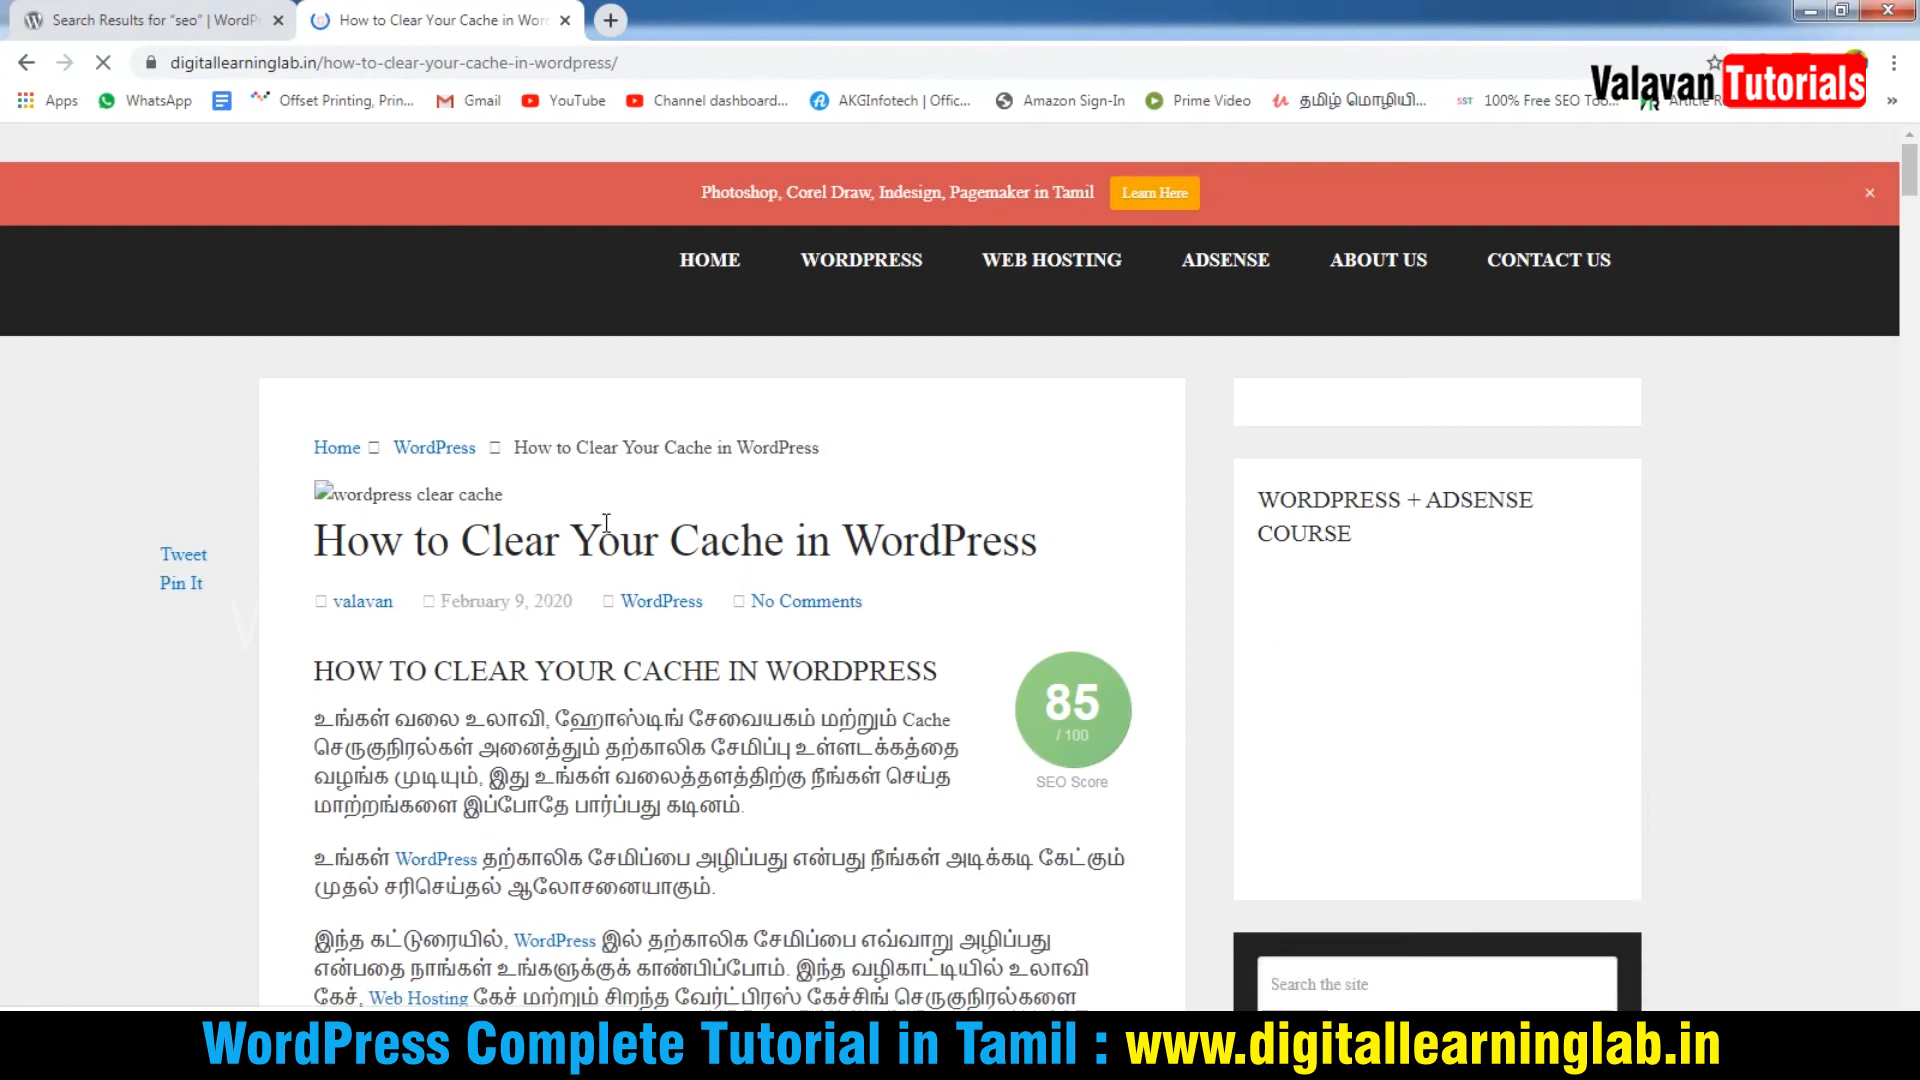 Search Results for “seo” | WordP
How to Clear Your Cache in Wor
digitallearninglab.in/how-to-clear-your-cache-in-wordpress/
Valavan Tutorials
Apps WhatsApp Offset Printing, Prin... Gmail YouTube Channel dashboard... AKGInfotech | Offic... Amazon Sign-In Prime Video தமிழ் மொழியி... SST 100% Free SEO Too... Article R
Photoshop, Corel Draw, Indesign, Pagemaker in Tamil Learn Here
HOME WORDPRESS WEB HOSTING ADSENSE ABOUT US CONTACT US
Home WordPress How to Clear Your Cache in WordPress
wordpress clear cache
How to Clear Your Cache in WordPress
Tweet
Pin It
valavan February 9, 2020 WordPress No Comments
HOW TO CLEAR YOUR CACHE IN WORDPRESS
உங்கள் வலை உலாவி, ஹோஸ்டிங் சேவையகம் மற்றும் Cache
செருகுநிரல்கள் அனைத்தும் தற்காலிக சேமிப்பு உள்ளடக்கத்தை
வழங்க முடியும், இது உங்கள் வலைத்தளத்திற்கு நீங்கள் செய்த
மாற்றங்களை இப்போதே பார்ப்பது கடினம்.
85
/ 100
SEO Score
உங்கள் WordPress தற்காலிக சேமிப்பை அழிப்பது என்பது நீங்கள் அடிக்கடி கேட்கும்
முதல் சரிசெய்தல் ஆலோசனையாகும்.
இந்த கட்டுரையில், WordPress இல் தற்காலிக சேமிப்பை எவ்வாறு அழிப்பது
என்பதை நாங்கள் உங்களுக்குக் காண்பிப்போம். இந்த வழிகாட்டியில் உலாவி
கேச், Web Hosting கேச் மற்றும் சிறந்த வேர்ட்பிரஸ் கேச்சிங் செருகுநிரல்களை
WORDPRESS + ADSENSE
COURSE
Search the site
WordPress Complete Tutorial in Tamil : www.digitallearninglab.in